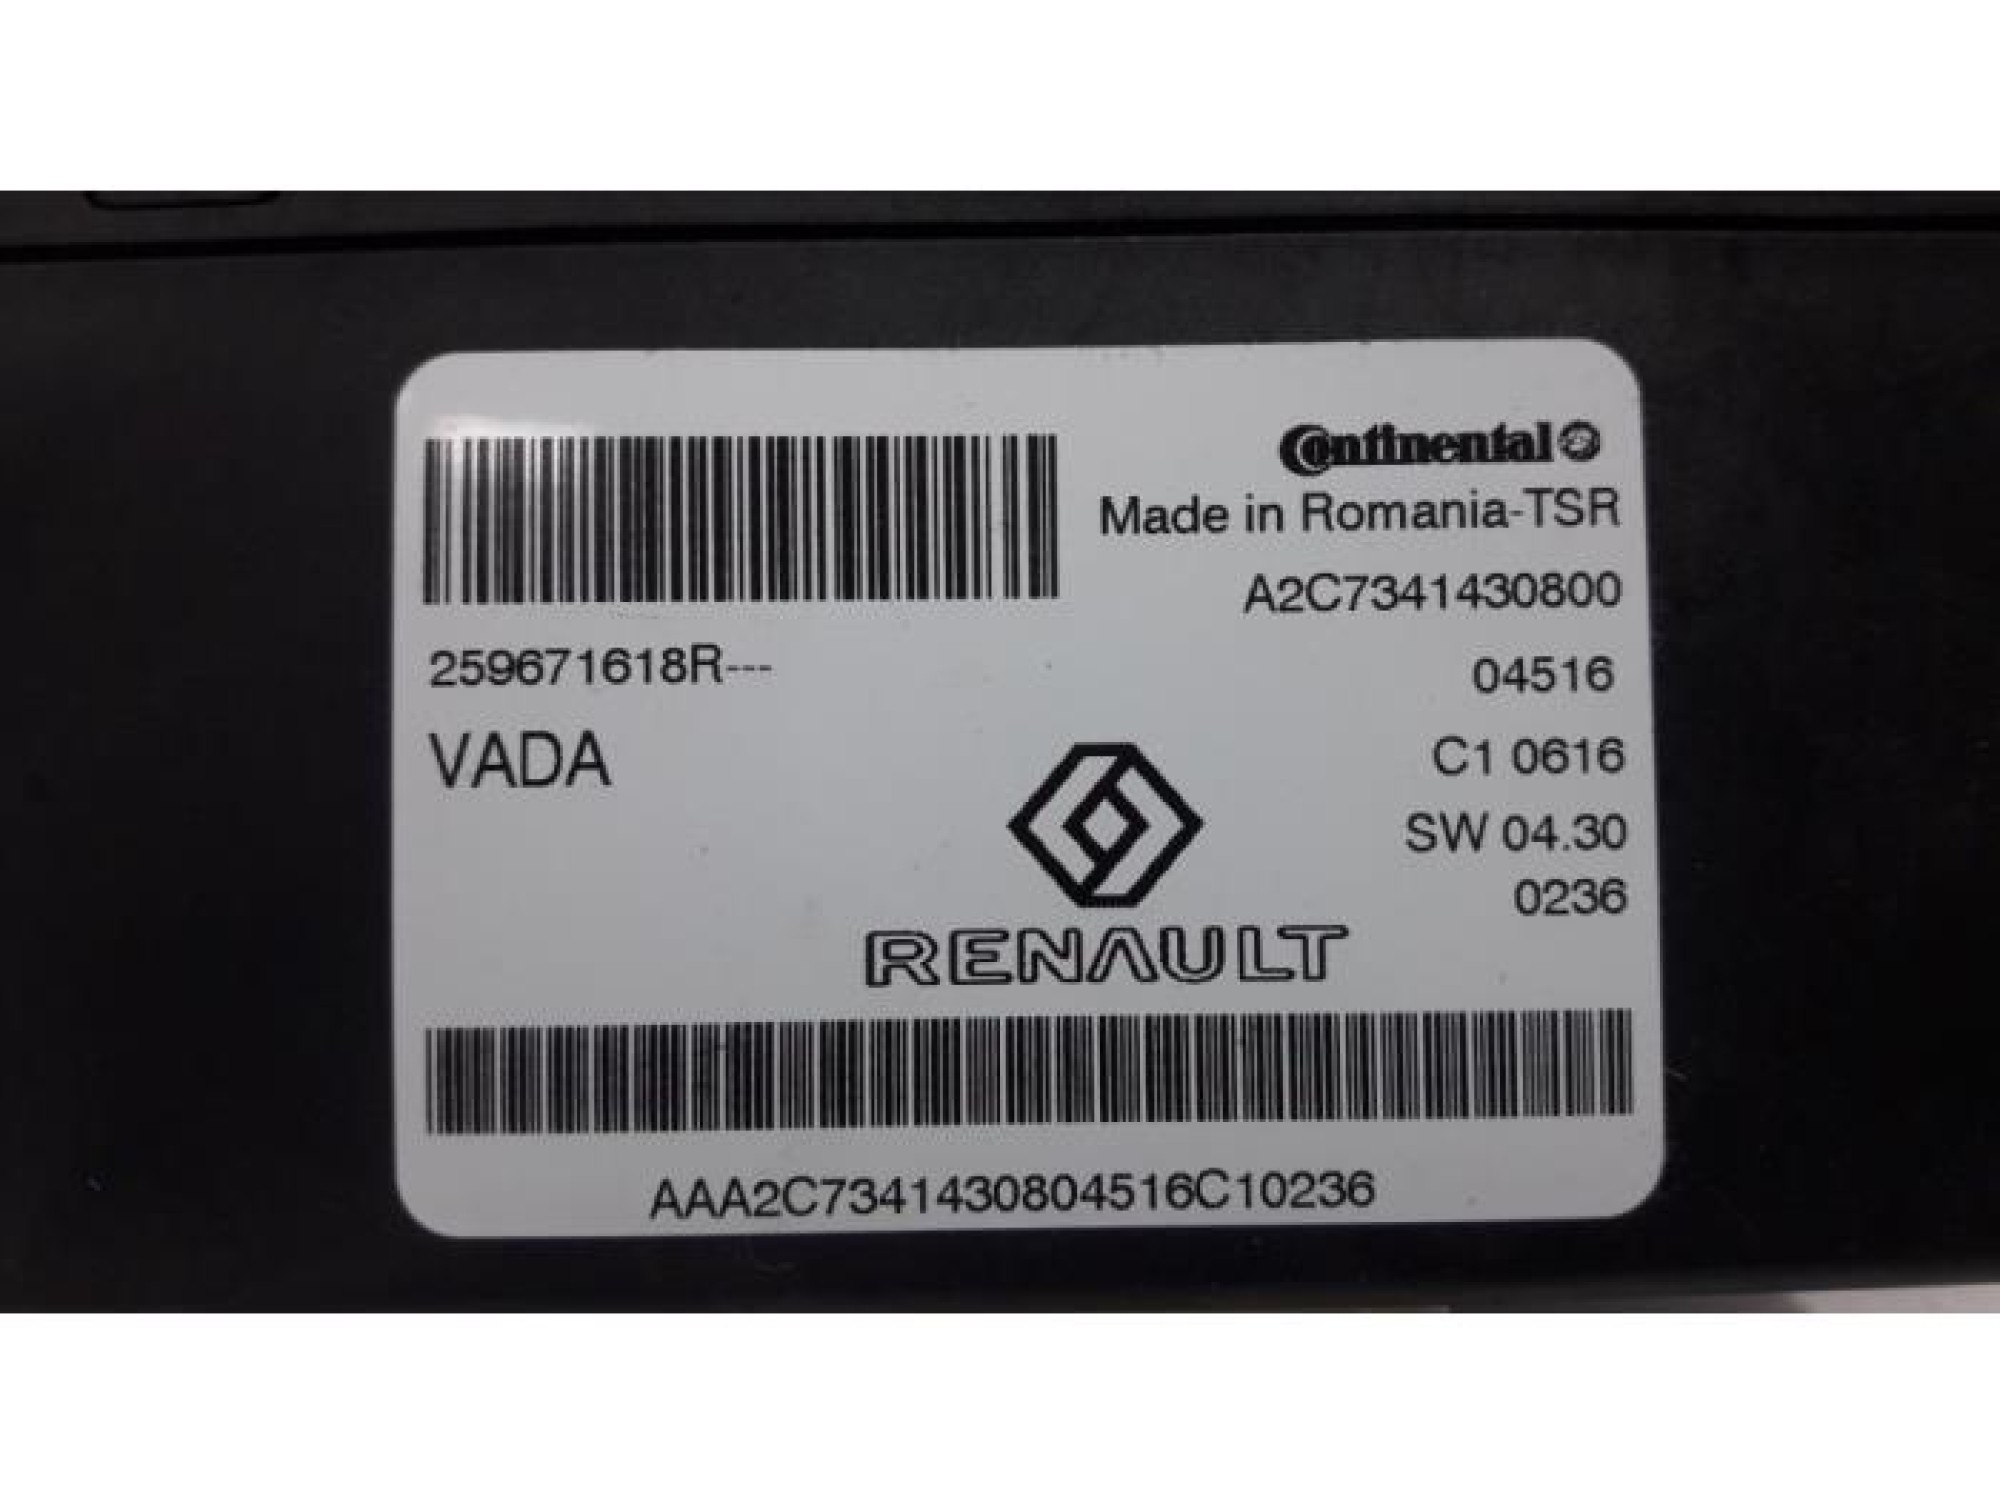 Continental
Made in Romania-TSR
A2C7341430800
259671618R---
04516
VADA
C1 0616
SW 04.30
0236
RENAULT
AAA2C7341430804516C10236